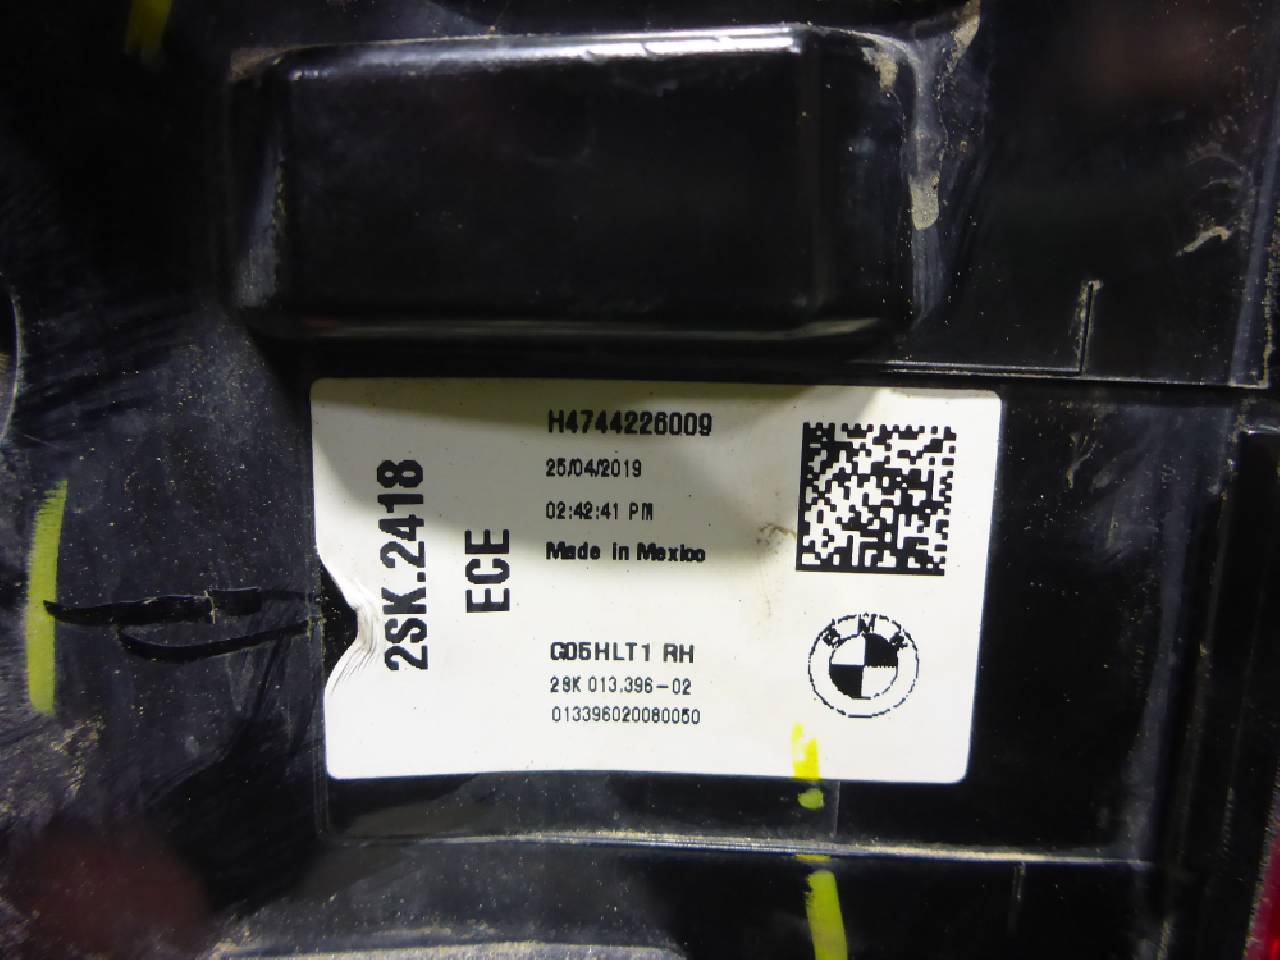 H4744226009
25/04/2019
02:42:41 PM
Made in Mexico
2SK.2418
ECE
G05HLT1 RH
2SK 013.396-02
013396020080050
BMW